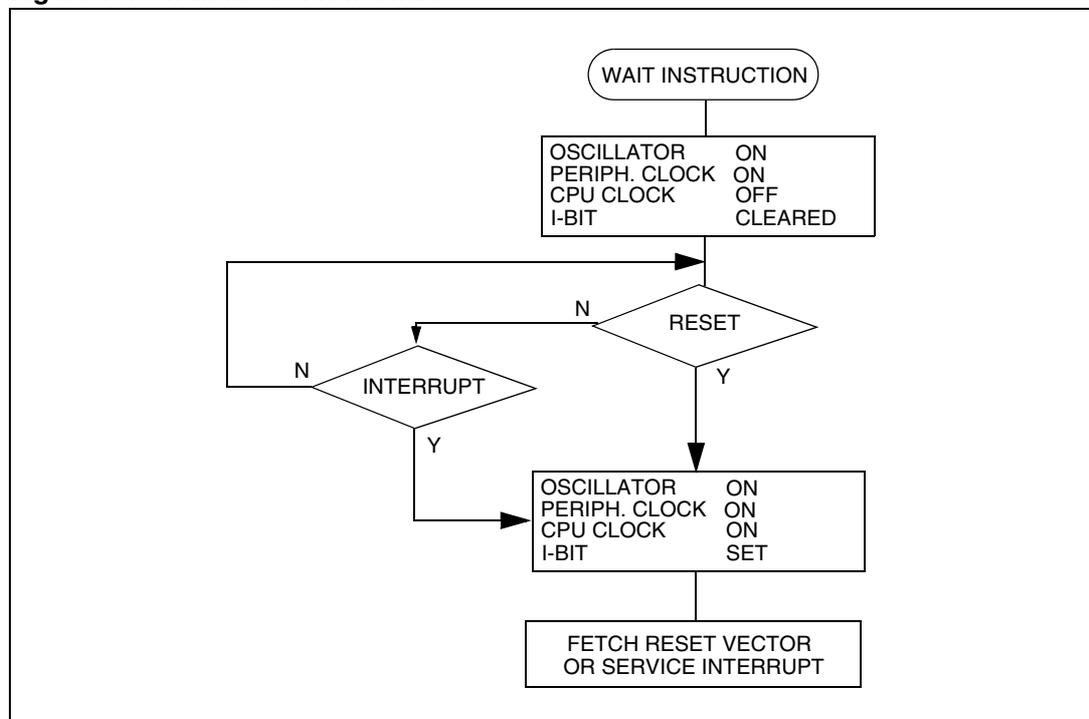 WAIT INSTRUCTION
OSCILLATOR ON
PERIPH. CLOCK ON
CPU CLOCK OFF
I-BIT CLEARED
N
RESET
N
INTERRUPT
Y
Y
OSCILLATOR ON
PERIPH. CLOCK ON
CPU CLOCK ON
I-BIT SET
FETCH RESET VECTOR
OR SERVICE INTERRUPT